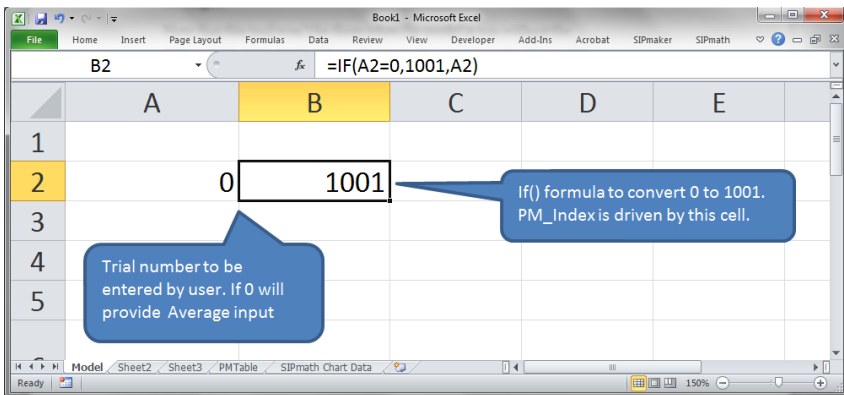 Book1 - Microsoft Excel
File Home Insert Page Layout Formulas Data Review View Developer Add-Ins Acrobat SIPmaker SIPmath
B2 fx =IF(A2=0,1001,A2)
A B C D E
1
2 0 1001
If() formula to convert 0 to 1001.
PM_Index is driven by this cell.
3
4
Trial number to be
entered by user. If 0 will
provide Average input
5
Model Sheet2 Sheet3 PMTable SIPmath Chart Data
Ready 150%